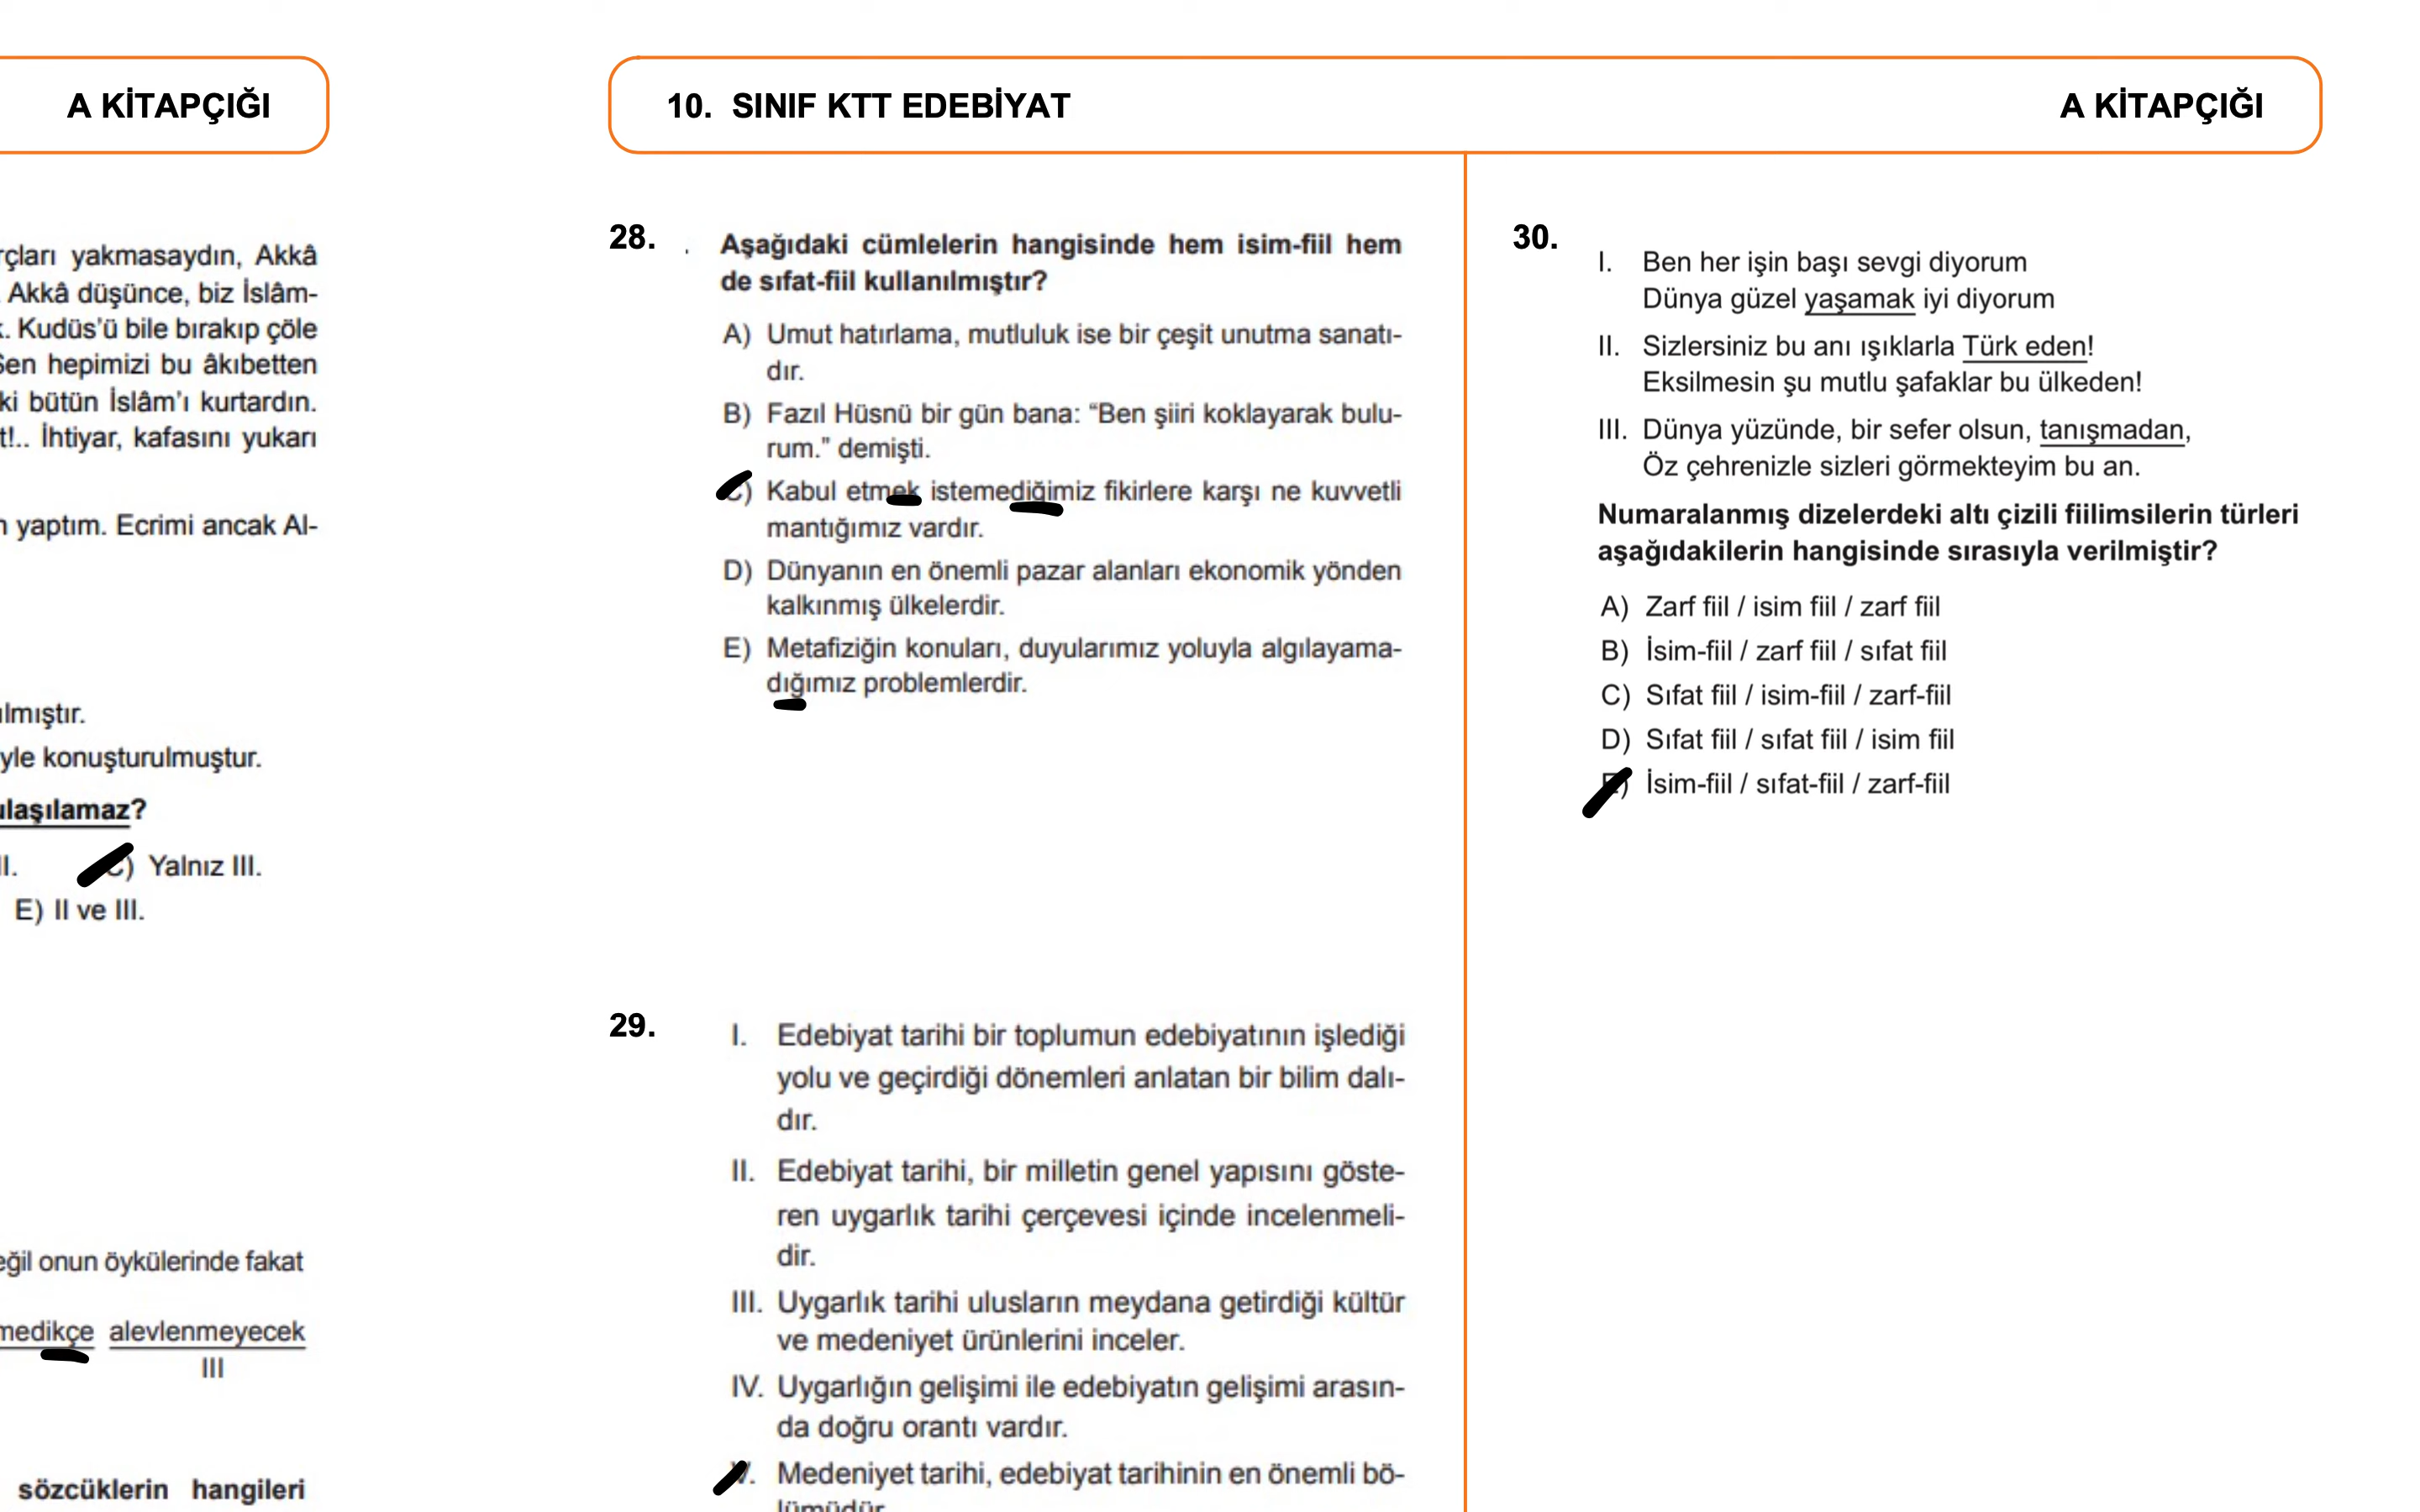 A KİTAPÇIĞI
rçları yakmasaydın, Akkâ
Akkâ düşünce, biz İslâm-
Kudüs'ü bile bırakıp çöle
Sen hepimizi bu âkıbetten
ki bütün İslâm'ı kurtardın.
t!.. İhtiyar, kafasını yukarı
n yaptım. Ecrimi ancak Al-
ılmıştır.
yle konuşturulmuştur.
ulaşılamaz?
II. C) Yalnız III.
E) II ve III.
eğil onun öykülerinde fakat
medikçe alevlenmeyecek
III
sözcüklerin hangileri
10. SINIF KTT EDEBİYAT
A KİTAPÇIĞI
28. . Aşağıdaki cümlelerin hangisinde hem isim-fiil hem
de sıfat-fiil kullanılmıştır?
A) Umut hatırlama, mutluluk ise bir çeşit unutma sanatı-
dır.
B) Fazıl Hüsnü bir gün bana: “Ben şiiri koklayarak bulu-
rum.” demişti.
C) Kabul etmek istemediğimiz fikirlere karşı ne kuvvetli
mantığımız vardır.
D) Dünyanın en önemli pazar alanları ekonomik yönden
kalkınmış ülkelerdir.
E) Metafiziğin konuları, duyularımız yoluyla algılayama-
dığımız problemlerdir.
29. I. Edebiyat tarihi bir toplumun edebiyatının işlediği
yolu ve geçirdiği dönemleri anlatan bir bilim dalı-
dır.
II. Edebiyat tarihi, bir milletin genel yapısını göste-
ren uygarlık tarihi çerçevesi içinde incelenmeli-
dir.
III. Uygarlık tarihi ulusların meydana getirdiği kültür
ve medeniyet ürünlerini inceler.
IV. Uygarlığın gelişimi ile edebiyatın gelişimi arasın-
da doğru orantı vardır.
V. Medeniyet tarihi, edebiyat tarihinin en önemli bö-
lümüdür.
30. I. Ben her işin başı sevgi diyorum
Dünya güzel yaşamak iyi diyorum
II. Sizlersiniz bu anı ışıklarla Türk eden!
Eksilmesin şu mutlu şafaklar bu ülkeden!
III. Dünya yüzünde, bir sefer olsun, tanışmadan,
Öz çehrenizle sizleri görmekteyim bu an.
Numaralanmış dizelerdeki altı çizili fiilimsilerin türleri
aşağıdakilerin hangisinde sırasıyla verilmiştir?
A) Zarf fiil / isim fiil / zarf fiil
B) İsim-fiil / zarf fiil / sıfat fiil
C) Sıfat fiil / isim-fiil / zarf-fiil
D) Sıfat fiil / sıfat fiil / isim fiil
E) İsim-fiil / sıfat-fiil / zarf-fiil